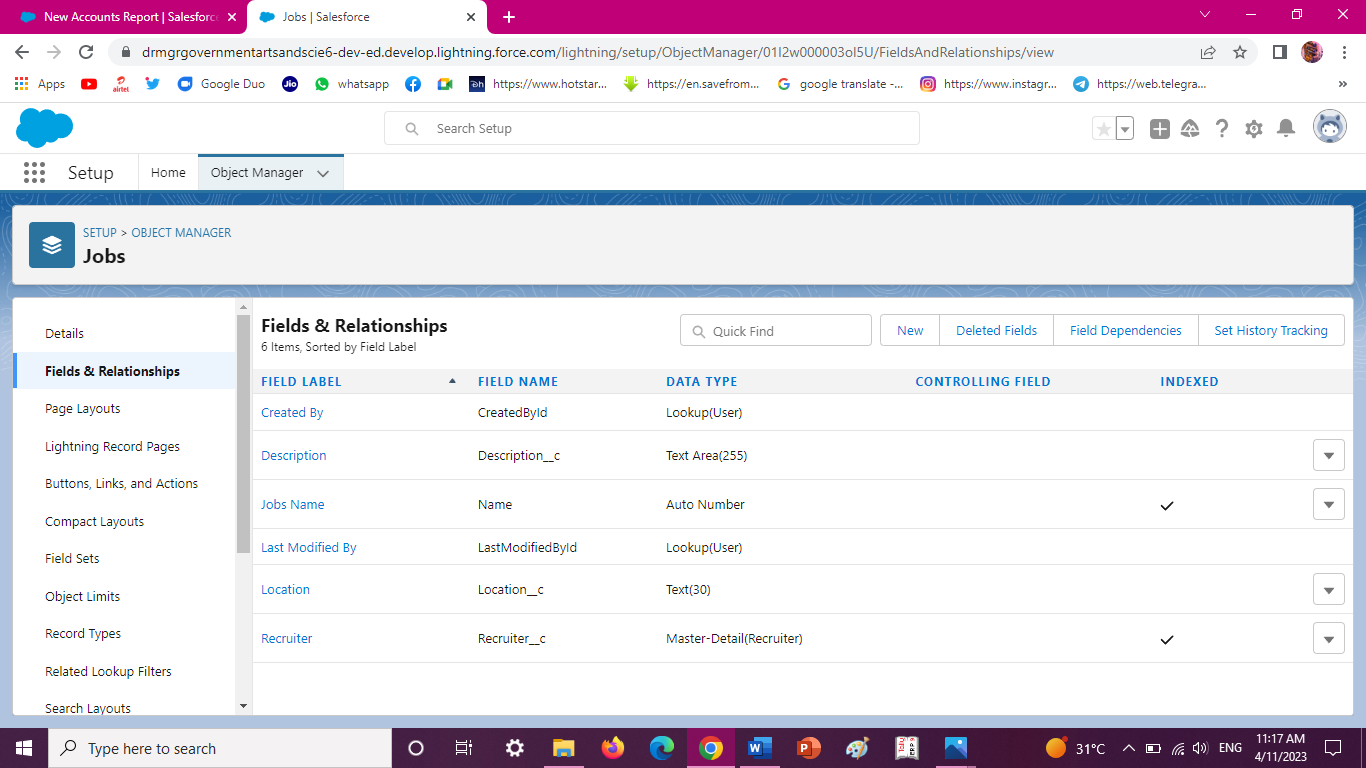 New Accounts Report | Salesforce
Jobs | Salesforce
drmgrgovernmentartsandscie6-dev-ed.develop.lightning.force.com/lightning/setup/ObjectManager/01I2w000003oI5U/FieldsAndRelationships/view
Apps
airtel
Google Duo
Jio
whatsapp
https://www.hotstar...
https://en.savefrom...
google translate -...
https://www.instagr...
https://web.telegra...
»
Search Setup
Setup
Home
Object Manager
SETUP > OBJECT MANAGER
Jobs
Details
Fields & Relationships
Page Layouts
Lightning Record Pages
Buttons, Links, and Actions
Compact Layouts
Field Sets
Object Limits
Record Types
Related Lookup Filters
Search Layouts
Fields & Relationships
6 Items, Sorted by Field Label
Quick Find
New
Deleted Fields
Field Dependencies
Set History Tracking
FIELD LABEL FIELD NAME DATA TYPE CONTROLLING FIELD INDEXED
Created By CreatedById Lookup(User)
Description Description__c Text Area(255)
Jobs Name Name Auto Number
Last Modified By LastModifiedById Lookup(User)
Location Location__c Text(30)
Recruiter Recruiter__c Master-Detail(Recruiter)
Type here to search
31°C
ENG
11:17 AM
4/11/2023